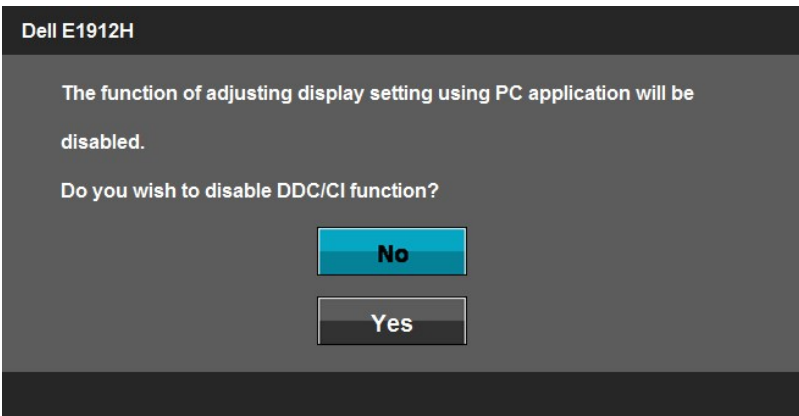 Dell E1912H
The function of adjusting display setting using PC application will be
disabled.
Do you wish to disable DDC/CI function?
No
Yes